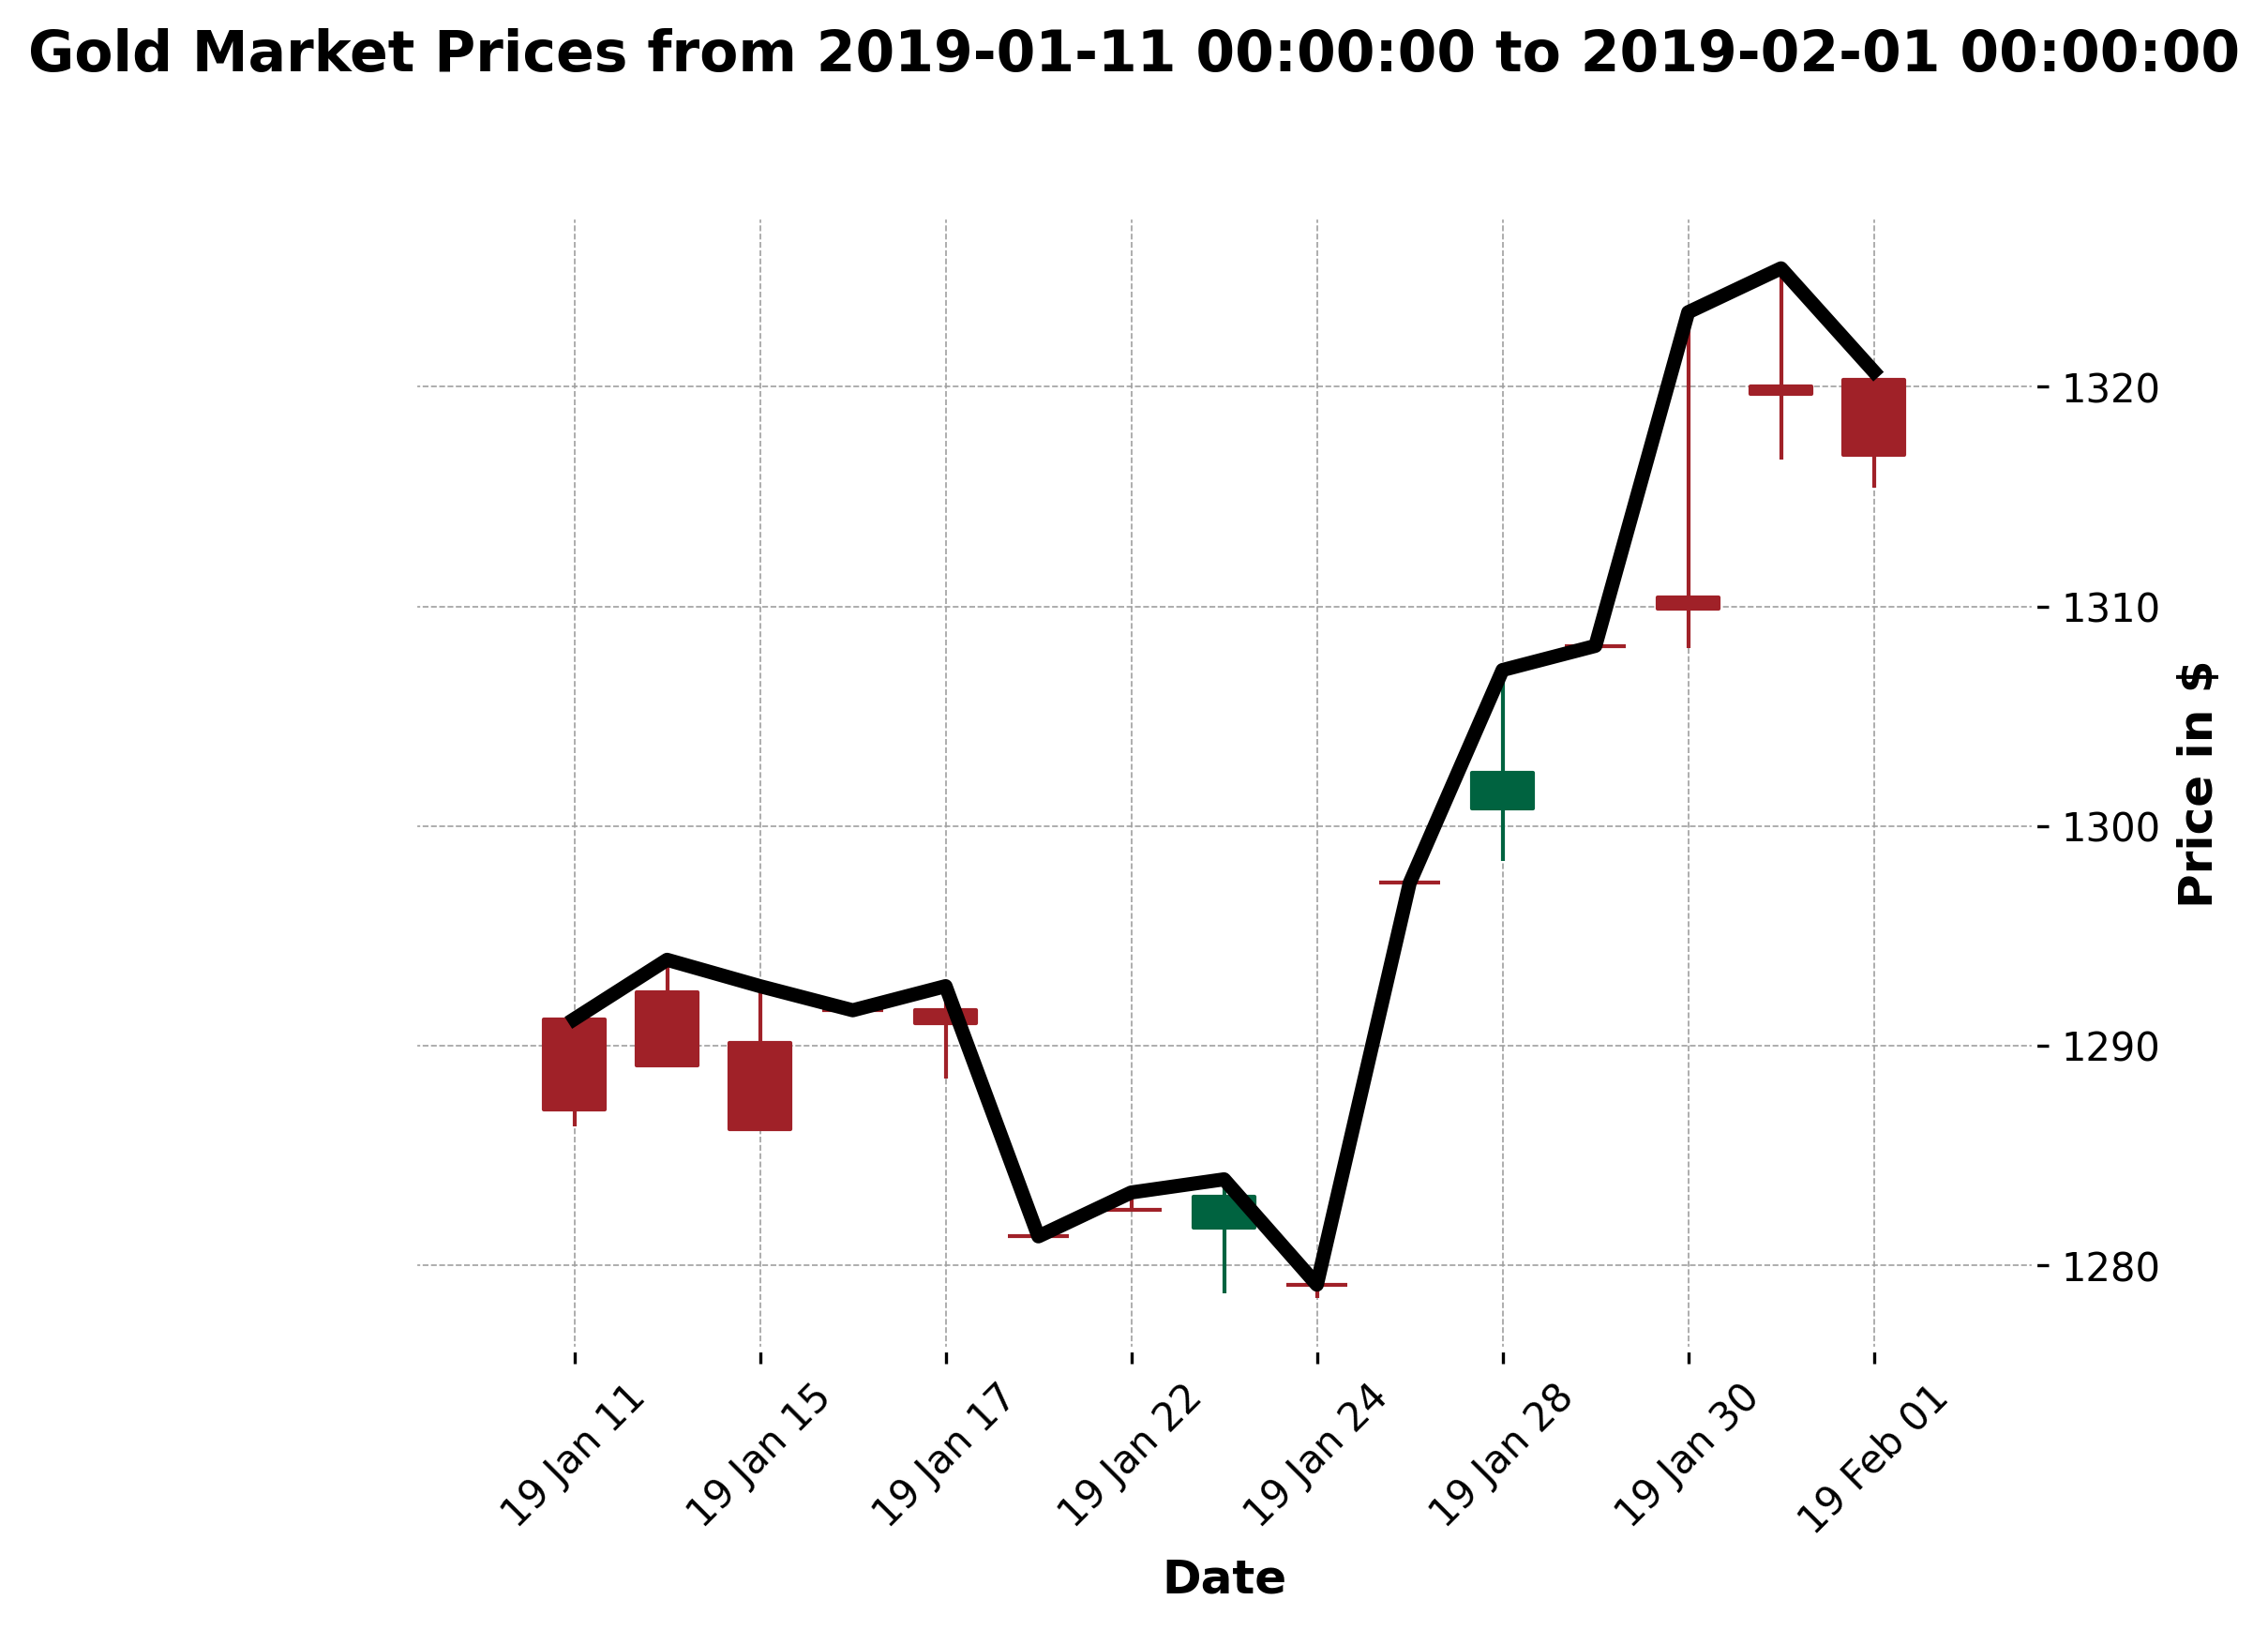 Gold Market Prices from 2019-01-11 00:00:00 to 2019-02-01 00:00:00
1320
1310
1300
1290
1280
Price in $
19 Jan 11
19 Jan 15
19 Jan 17
19 Jan 22
19 Jan 24
19 Jan 28
19 Jan 30
19 Feb 01
Date